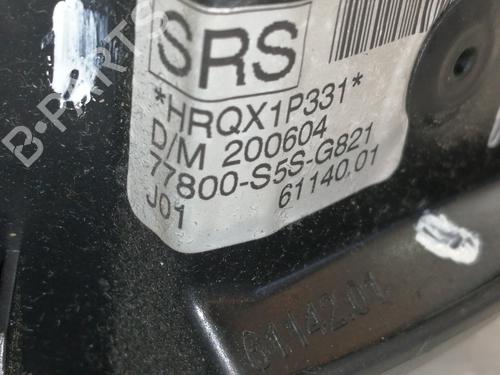 SRS
*HRQX1P331*
D/M 200604
77800-S5S-G821
J01 61140.01
61142.01
B-PARTS